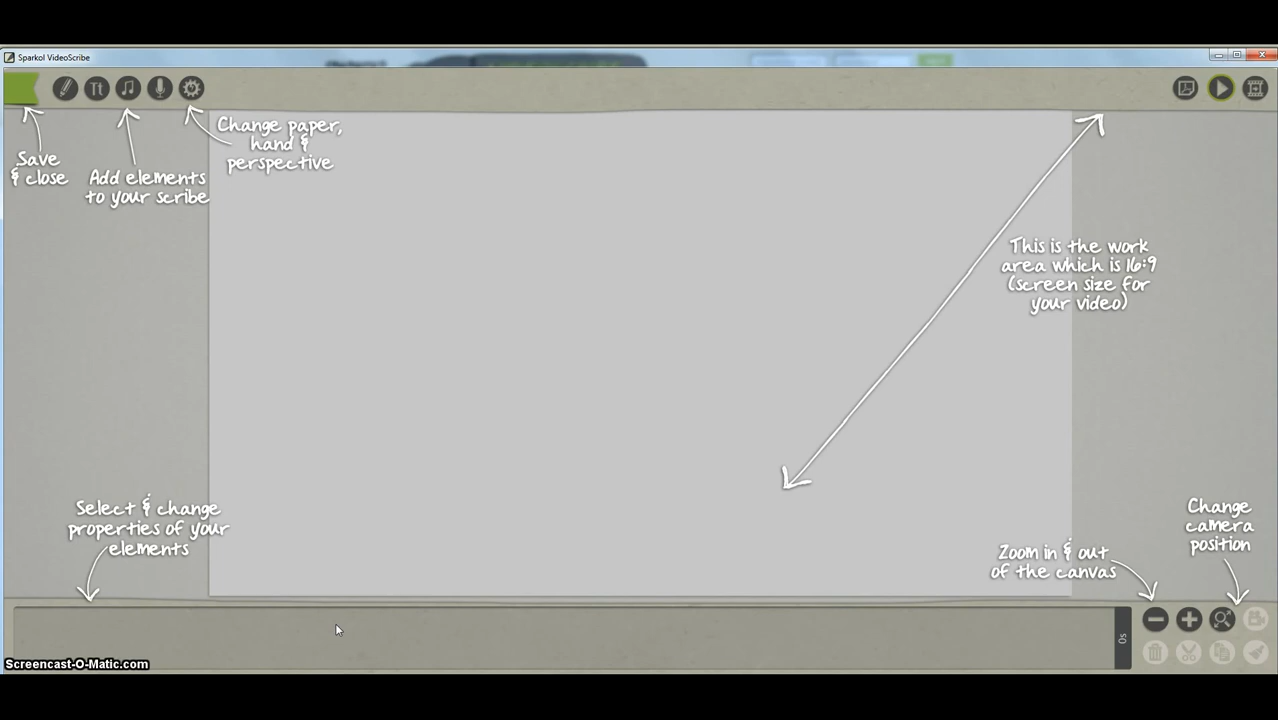 Sparkol VideoScribe
Tt
Save
& close
Add elements
to your scribe
Change paper,
hand &
perspective
This is the work
area which is 16:9
(screen size for
your video)
Select & change
properties of your
elements
Zoom in & out
of the canvas
Change
camera
position
0s
Screencast-O-Matic.com